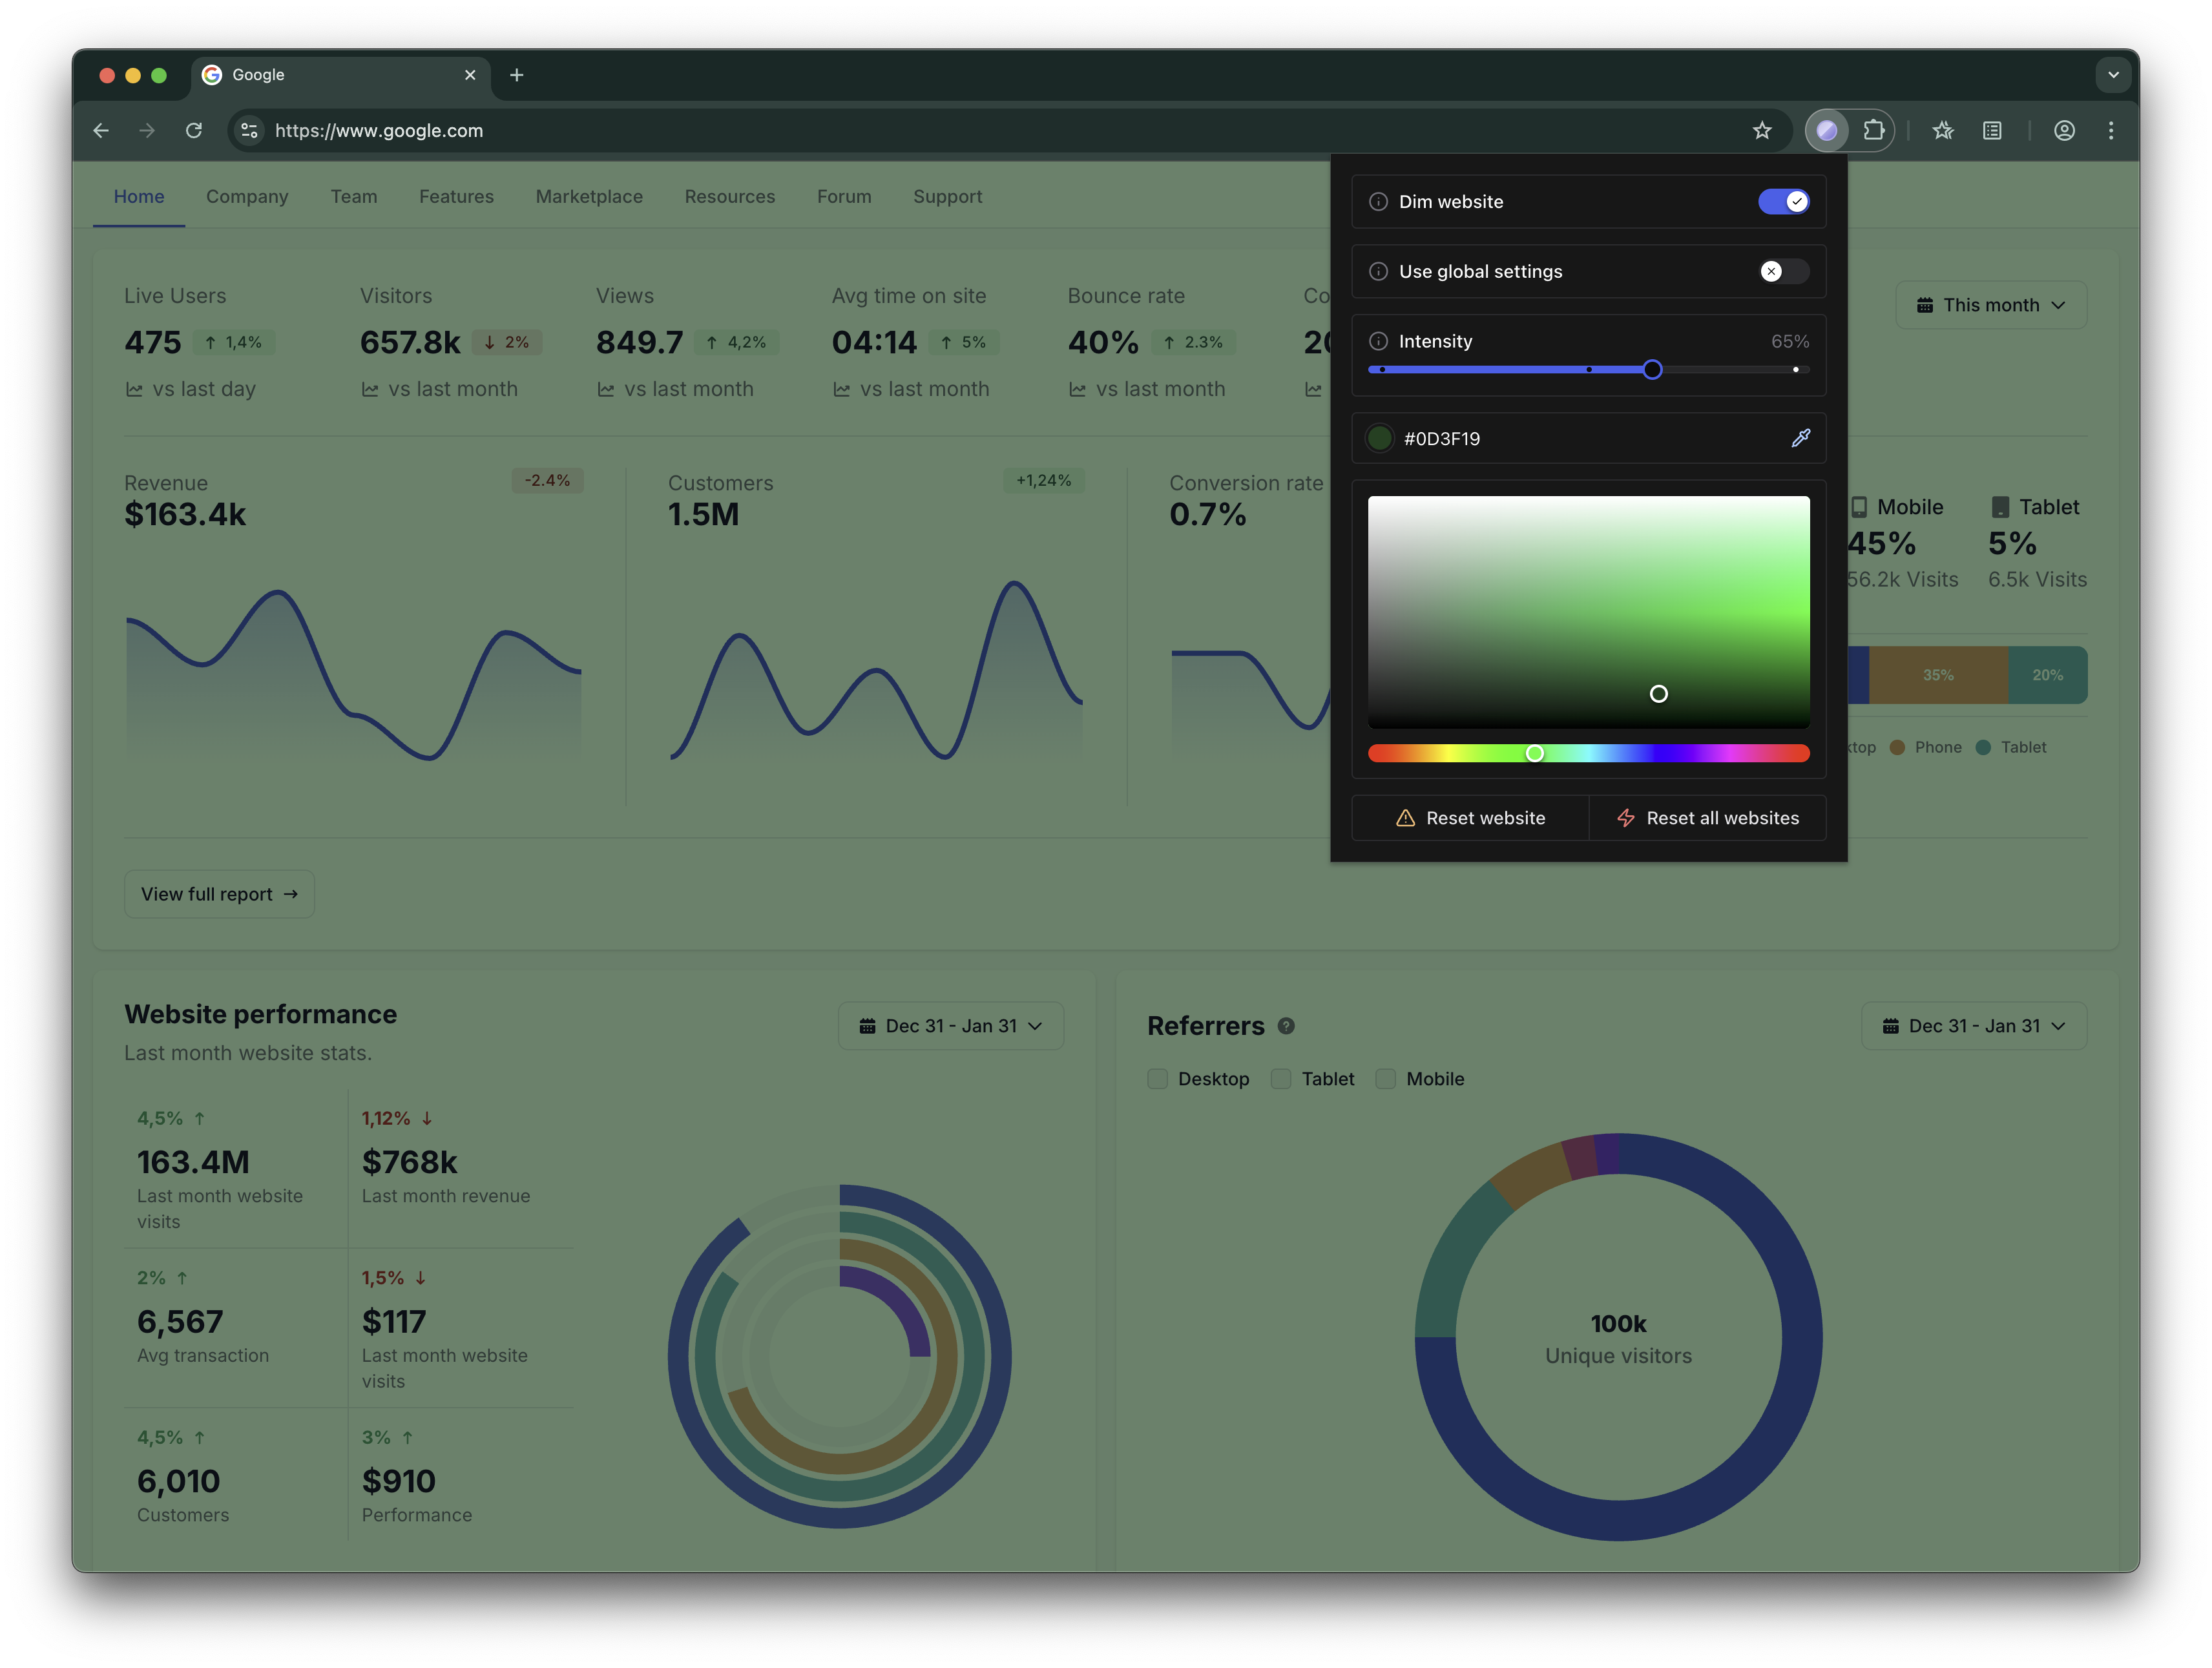 Google
https://www.google.com
Home Company Team Features Marketplace Resources Forum Support
Dim website
Use global settings
Intensity 65%
#0D3F19
Reset website Reset all websites
Live Users Visitors Views Avg time on site Bounce rate Co
475 1,4% 657.8k 2% 849.7 4,2% 04:14 5% 40% 2.3% 20
vs last day vs last month vs last month vs last month vs last month
This month
Revenue -2.4% Customers +1,24% Conversion rate
$163.4k 1.5M 0.7%
Mobile Tablet
45% 5%
56.2k Visits 6.5k Visits
35% 20%
top Phone Tablet
View full report
Website performance Dec 31 - Jan 31
Last month website stats.
4,5% 1,12%
163.4M $768k
Last month website Last month revenue
visits
2% 1,5%
6,567 $117
Avg transaction Last month website
visits
4,5% 3%
6,010 $910
Customers Performance
Referrers Dec 31 - Jan 31
Desktop Tablet Mobile
100k
Unique visitors